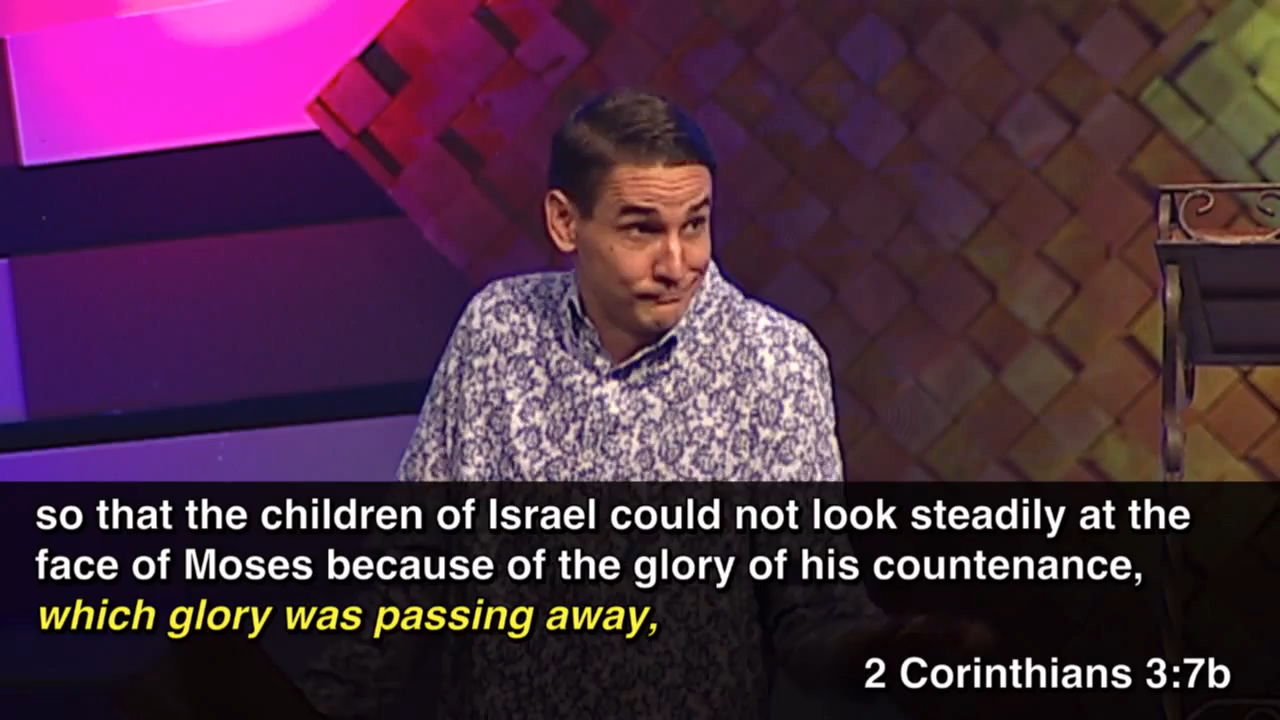 so that the children of Israel could not look steadily at the
face of Moses because of the glory of his countenance,
which glory was passing away,
2 Corinthians 3:7b